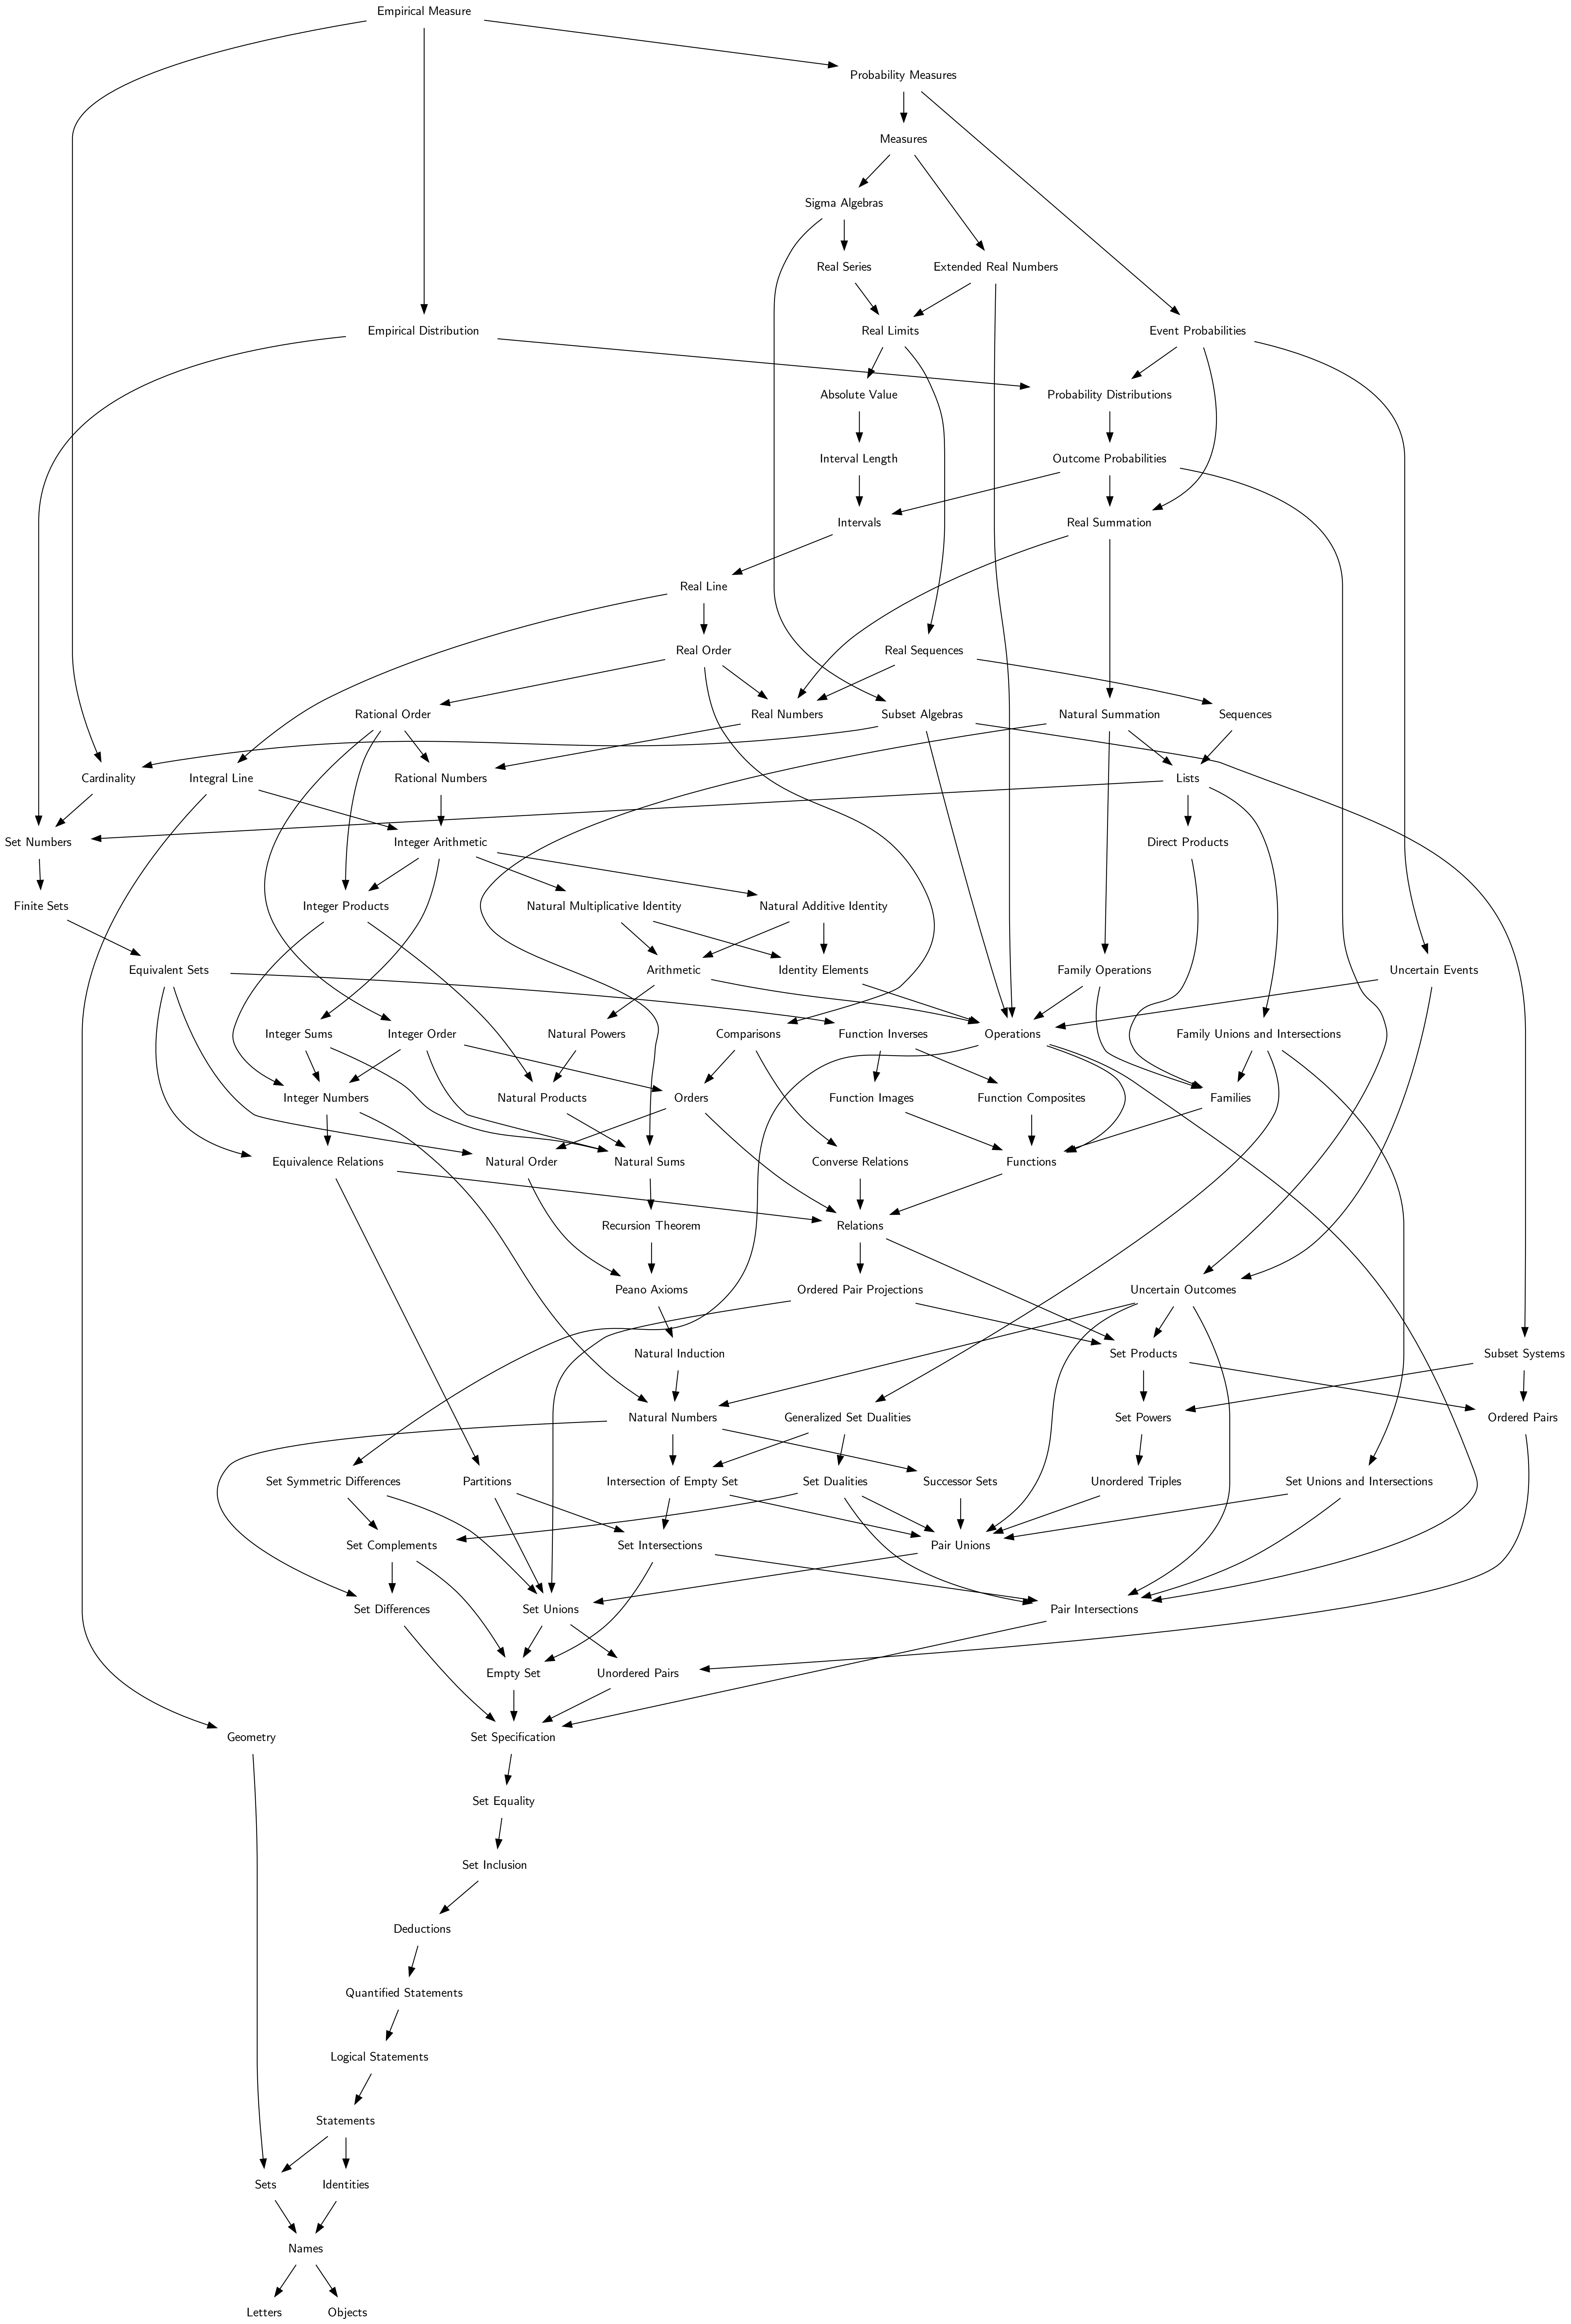 Empirical Measure
Probability Measures
Measures
Sigma Algebras
Real Series
Extended Real Numbers
Empirical Distribution
Real Limits
Event Probabilities
Absolute Value
Probability Distributions
Interval Length
Outcome Probabilities
Intervals
Real Summation
Real Line
Real Order
Real Sequences
Rational Order
Real Numbers
Subset Algebras
Natural Summation
Sequences
Cardinality
Integral Line
Rational Numbers
Lists
Set Numbers
Integer Arithmetic
Direct Products
Finite Sets
Integer Products
Natural Multiplicative Identity
Natural Additive Identity
Equivalent Sets
Arithmetic
Identity Elements
Family Operations
Uncertain Events
Integer Sums
Integer Order
Natural Powers
Comparisons
Function Inverses
Operations
Family Unions and Intersections
Integer Numbers
Natural Products
Orders
Function Images
Function Composites
Families
Equivalence Relations
Natural Order
Natural Sums
Converse Relations
Functions
Recursion Theorem
Relations
Peano Axioms
Ordered Pair Projections
Uncertain Outcomes
Natural Induction
Set Products
Subset Systems
Natural Numbers
Generalized Set Dualities
Set Powers
Ordered Pairs
Set Symmetric Differences
Partitions
Intersection of Empty Set
Set Dualities
Successor Sets
Unordered Triples
Set Unions and Intersections
Set Complements
Set Intersections
Pair Unions
Set Differences
Set Unions
Pair Intersections
Empty Set
Unordered Pairs
Geometry
Set Specification
Set Equality
Set Inclusion
Deductions
Quantified Statements
Logical Statements
Statements
Sets
Identities
Names
Letters
Objects